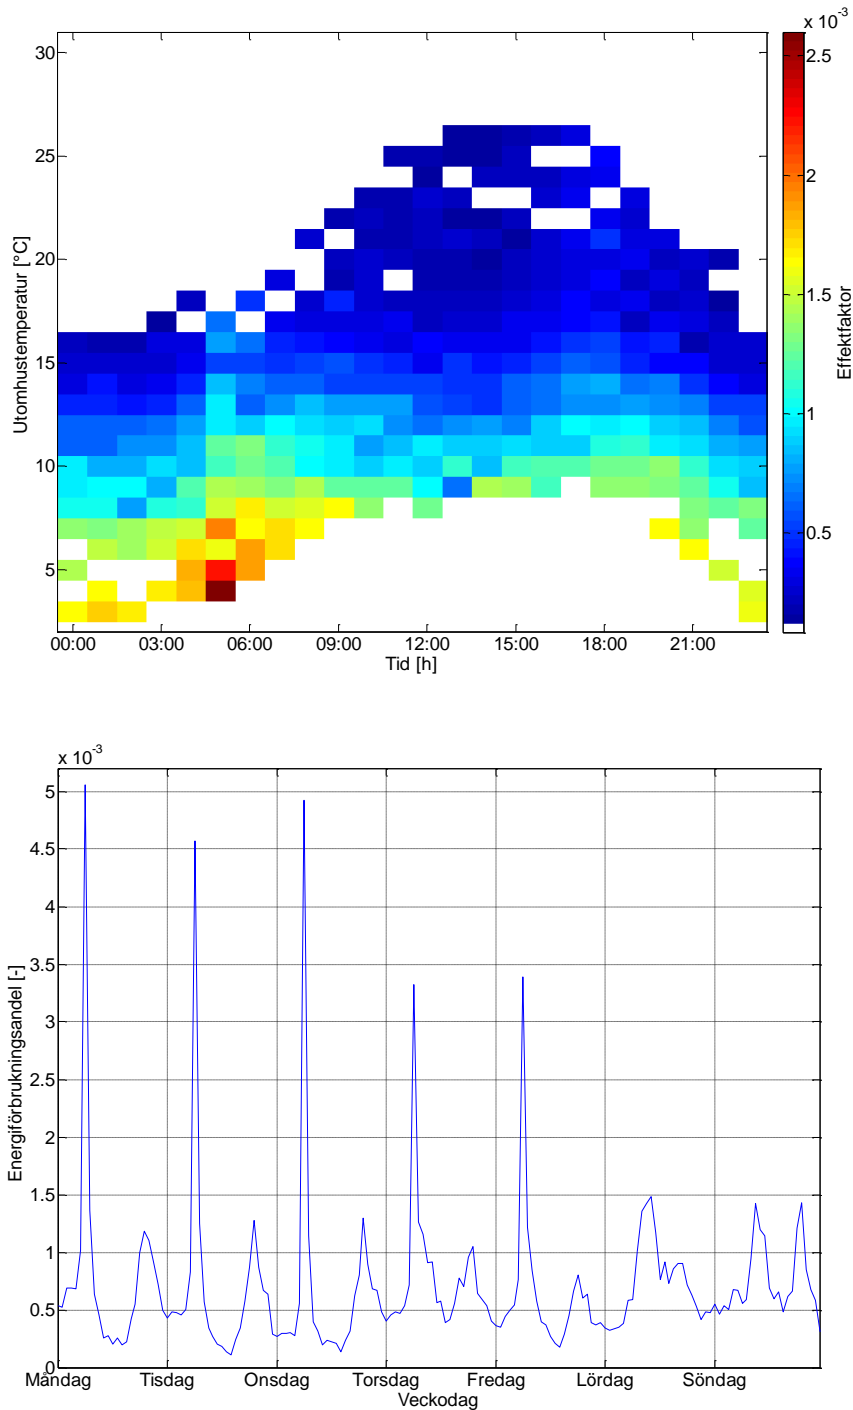 x 10-3
30
25
20
15
10
5
Utomhustemperatur [°C]
00:00 03:00 06:00 09:00 12:00 15:00 18:00 21:00
Tid [h]
2.5
2
1.5
1
0.5
Effektfaktor
x 10-3
5
4.5
4
3.5
3
2.5
2
1.5
1
0.5
0
Energiförbrukningsandel [-]
Måndag Tisdag Onsdag Torsdag Fredag Lördag Söndag
Veckodag